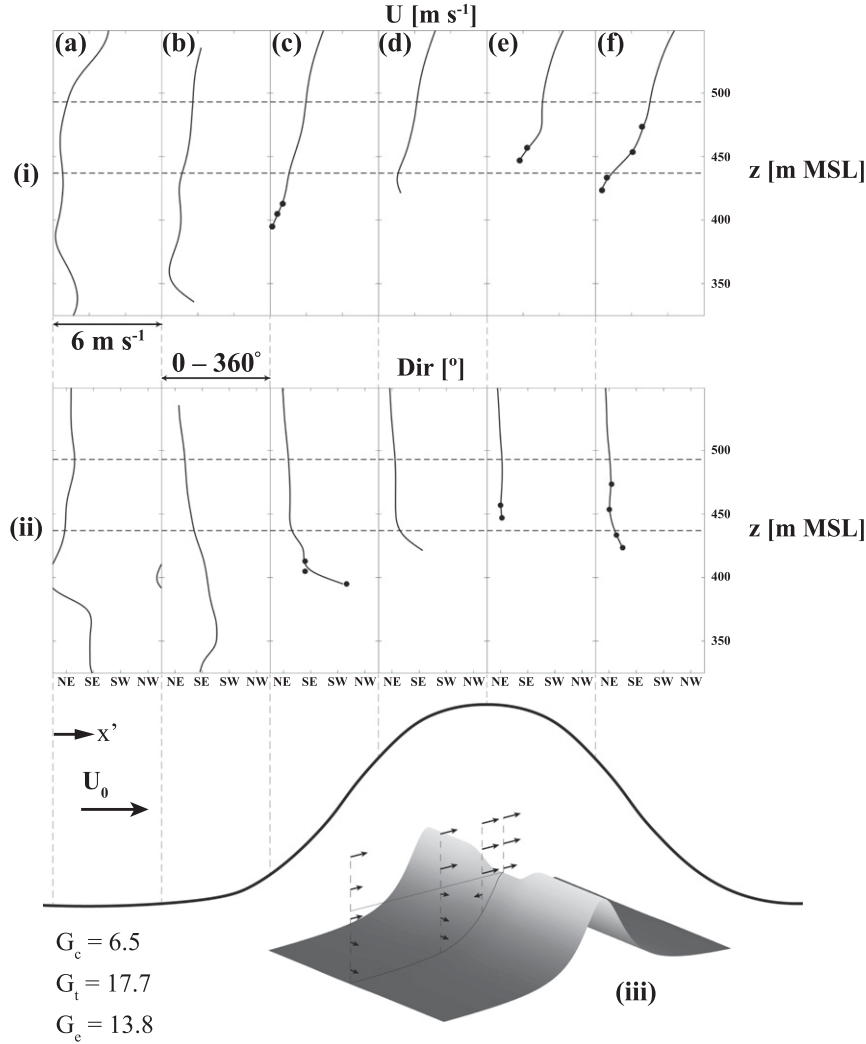 U [m s-1]
(a) (b) (c) (d) (e) (f)
500
450
(i)
z [m MSL]
400
350
6 m s-1
0 – 360°
Dir [º]
500
450
(ii)
z [m MSL]
400
350
NE SE SW NW NE SE SW NW NE SE SW NW NE SE SW NW NE SE SW NW NE SE SW NW
x’
U0
Gc = 6.5
Gt = 17.7
(iii)
Ge = 13.8